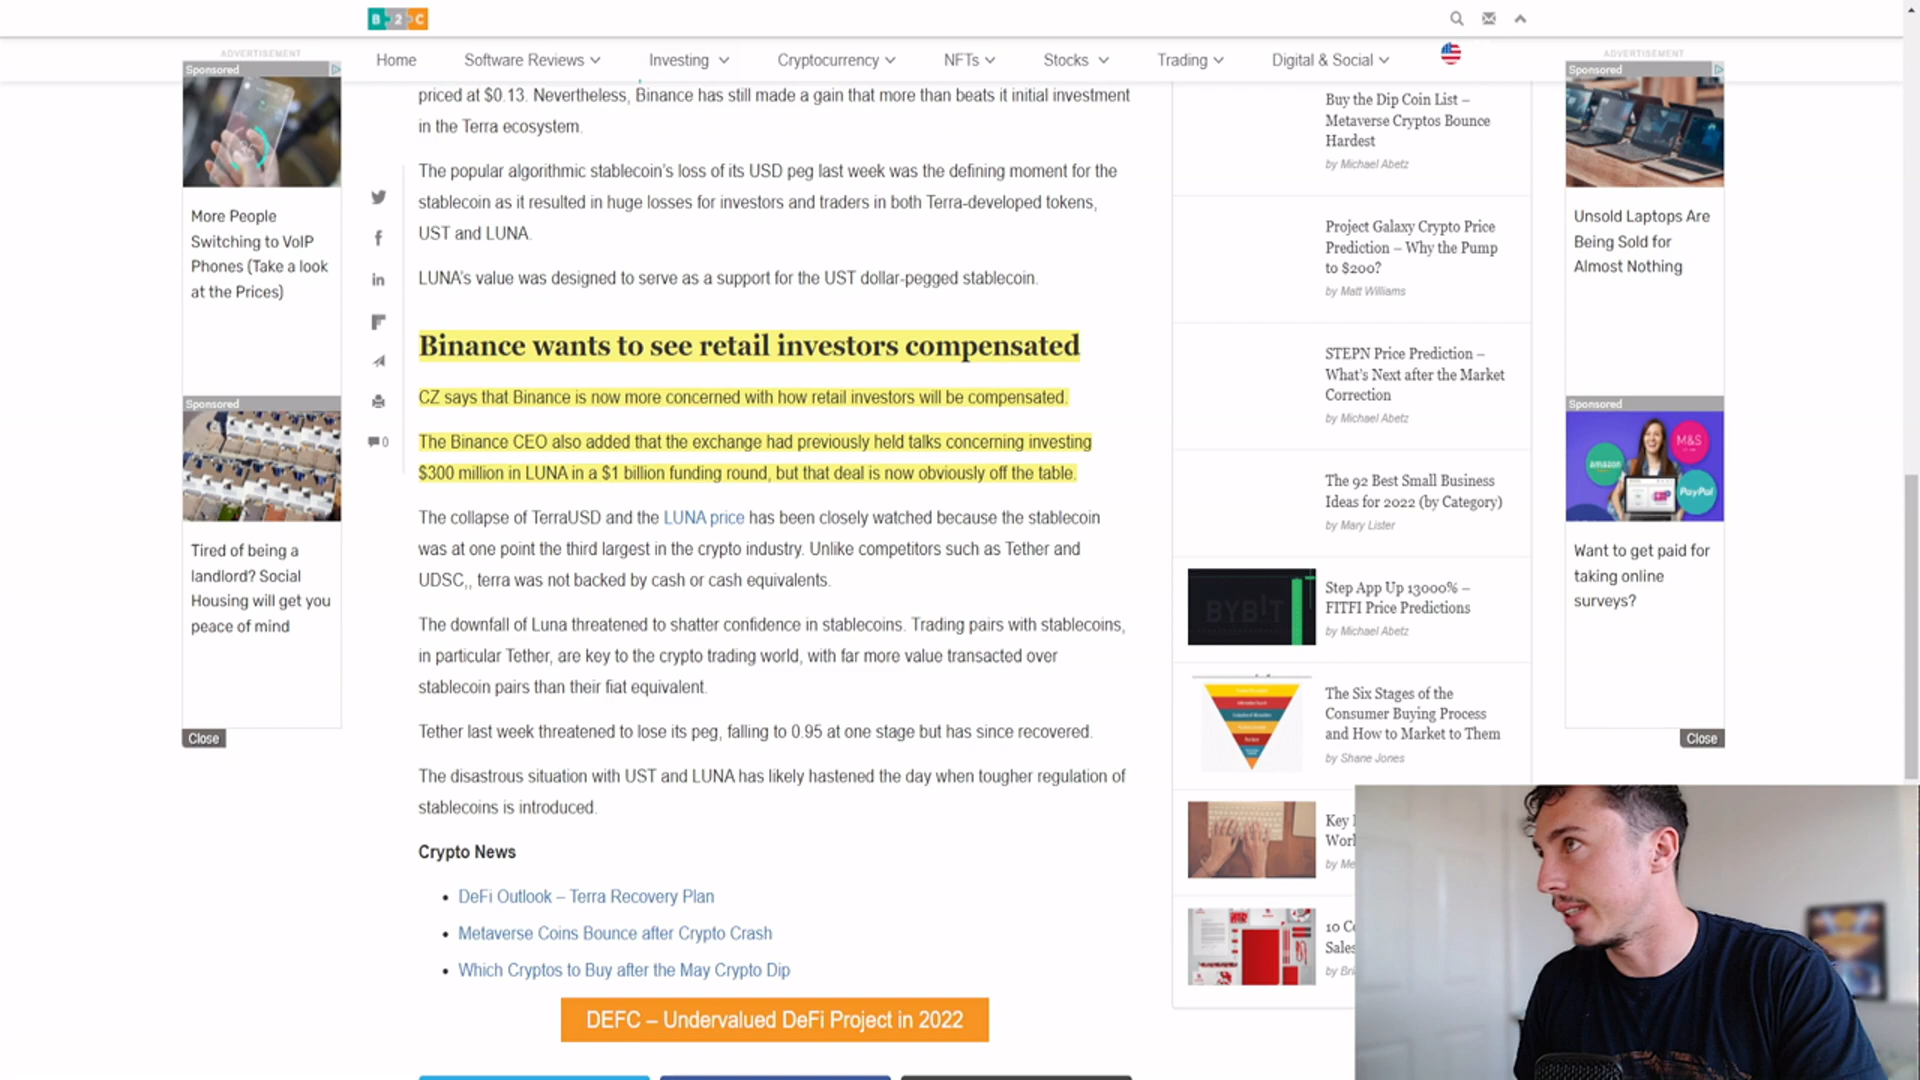 B 2 C
Home
Software Reviews
Investing
Cryptocurrency
NFTs
Stocks
Trading
Digital & Social
ADVERTISEMENT
Sponsored
More People
Switching to VoIP
Phones (Take a look
at the Prices)
Sponsored
Tired of being a
landlord? Social
Housing will get you
peace of mind
Close
0
priced at $0.13. Nevertheless, Binance has still made a gain that more than beats it initial investment
in the Terra ecosystem.
The popular algorithmic stablecoin's loss of its USD peg last week was the defining moment for the
stablecoin as it resulted in huge losses for investors and traders in both Terra-developed tokens,
UST and LUNA.
LUNA's value was designed to serve as a support for the UST dollar-pegged stablecoin.
Binance wants to see retail investors compensated
CZ says that Binance is now more concerned with how retail investors will be compensated.
The Binance CEO also added that the exchange had previously held talks concerning investing
$300 million in LUNA in a $1 billion funding round, but that deal is now obviously off the table.
The collapse of TerraUSD and the LUNA price has been closely watched because the stablecoin
was at one point the third largest in the crypto industry. Unlike competitors such as Tether and
UDSC,, terra was not backed by cash or cash equivalents.
The downfall of Luna threatened to shatter confidence in stablecoins. Trading pairs with stablecoins,
in particular Tether, are key to the crypto trading world, with far more value transacted over
stablecoin pairs than their fiat equivalent.
Tether last week threatened to lose its peg, falling to 0.95 at one stage but has since recovered.
The disastrous situation with UST and LUNA has likely hastened the day when tougher regulation of
stablecoins is introduced.
Crypto News
• DeFi Outlook – Terra Recovery Plan
• Metaverse Coins Bounce after Crypto Crash
• Which Cryptos to Buy after the May Crypto Dip
DEFC – Undervalued DeFi Project in 2022
Buy the Dip Coin List –
Metaverse Cryptos Bounce
Hardest
by Michael Abetz
Project Galaxy Crypto Price
Prediction – Why the Pump
to $200?
by Matt Williams
STEPN Price Prediction –
What's Next after the Market
Correction
by Michael Abetz
The 92 Best Small Business
Ideas for 2022 (by Category)
by Mary Lister
BYBIT
Step App Up 13000% –
FITFI Price Predictions
by Michael Abetz
The Six Stages of the
Consumer Buying Process
and How to Market to Them
by Shane Jones
Key
Wor
by Me
10 Co
Sales
by Bri
ADVERTISEMENT
Sponsored
Unsold Laptops Are
Being Sold for
Almost Nothing
Sponsored
amazon
M&S
PayPal
Want to get paid for
taking online
surveys?
Close